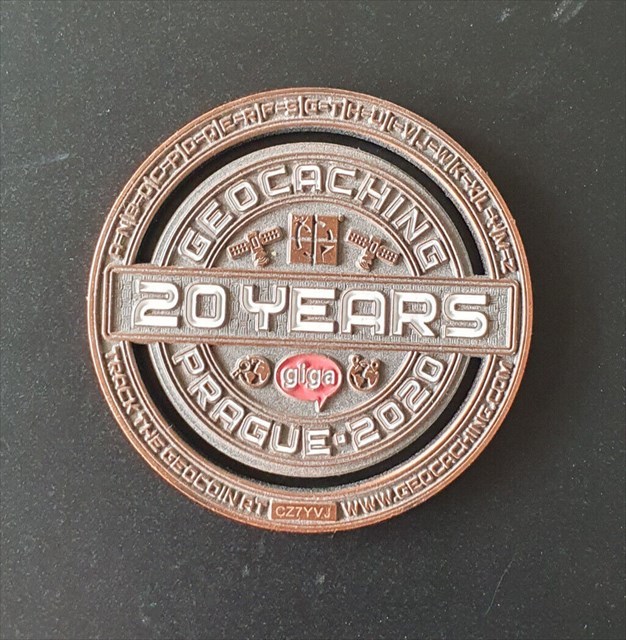 GEOCACHING
20 YEARS
giga
PRAGUE • 2020
TRACK THE GEOCOIN AT CZ7YVJ WWW.GEOCACHING.COM